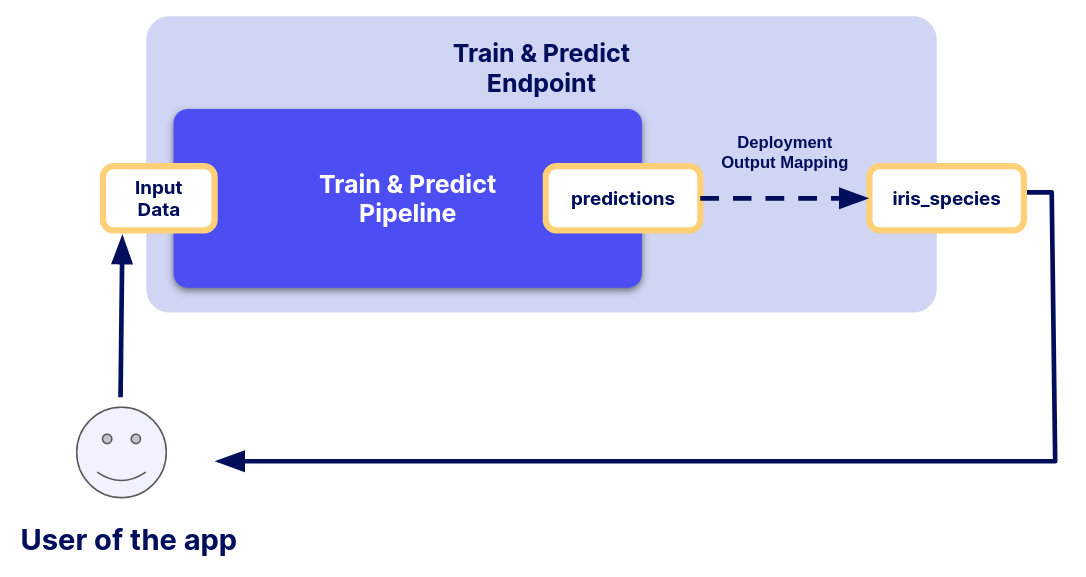 Train & Predict
Endpoint
Input
Data
Train & Predict
Pipeline
predictions
Deployment
Output Mapping
iris_species
User of the app